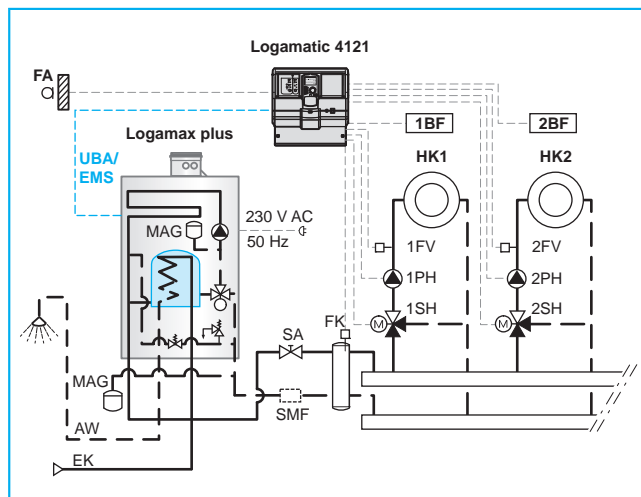 Logamatic 4121
FA
1BF
2BF
Logamax plus
HK1
HK2
UBA/
EMS
230 V AC
50 Hz
MAG
1FV
2FV
1PH
2PH
1SH
2SH
M
M
FK
SA
MAG
SMF
AW
EK